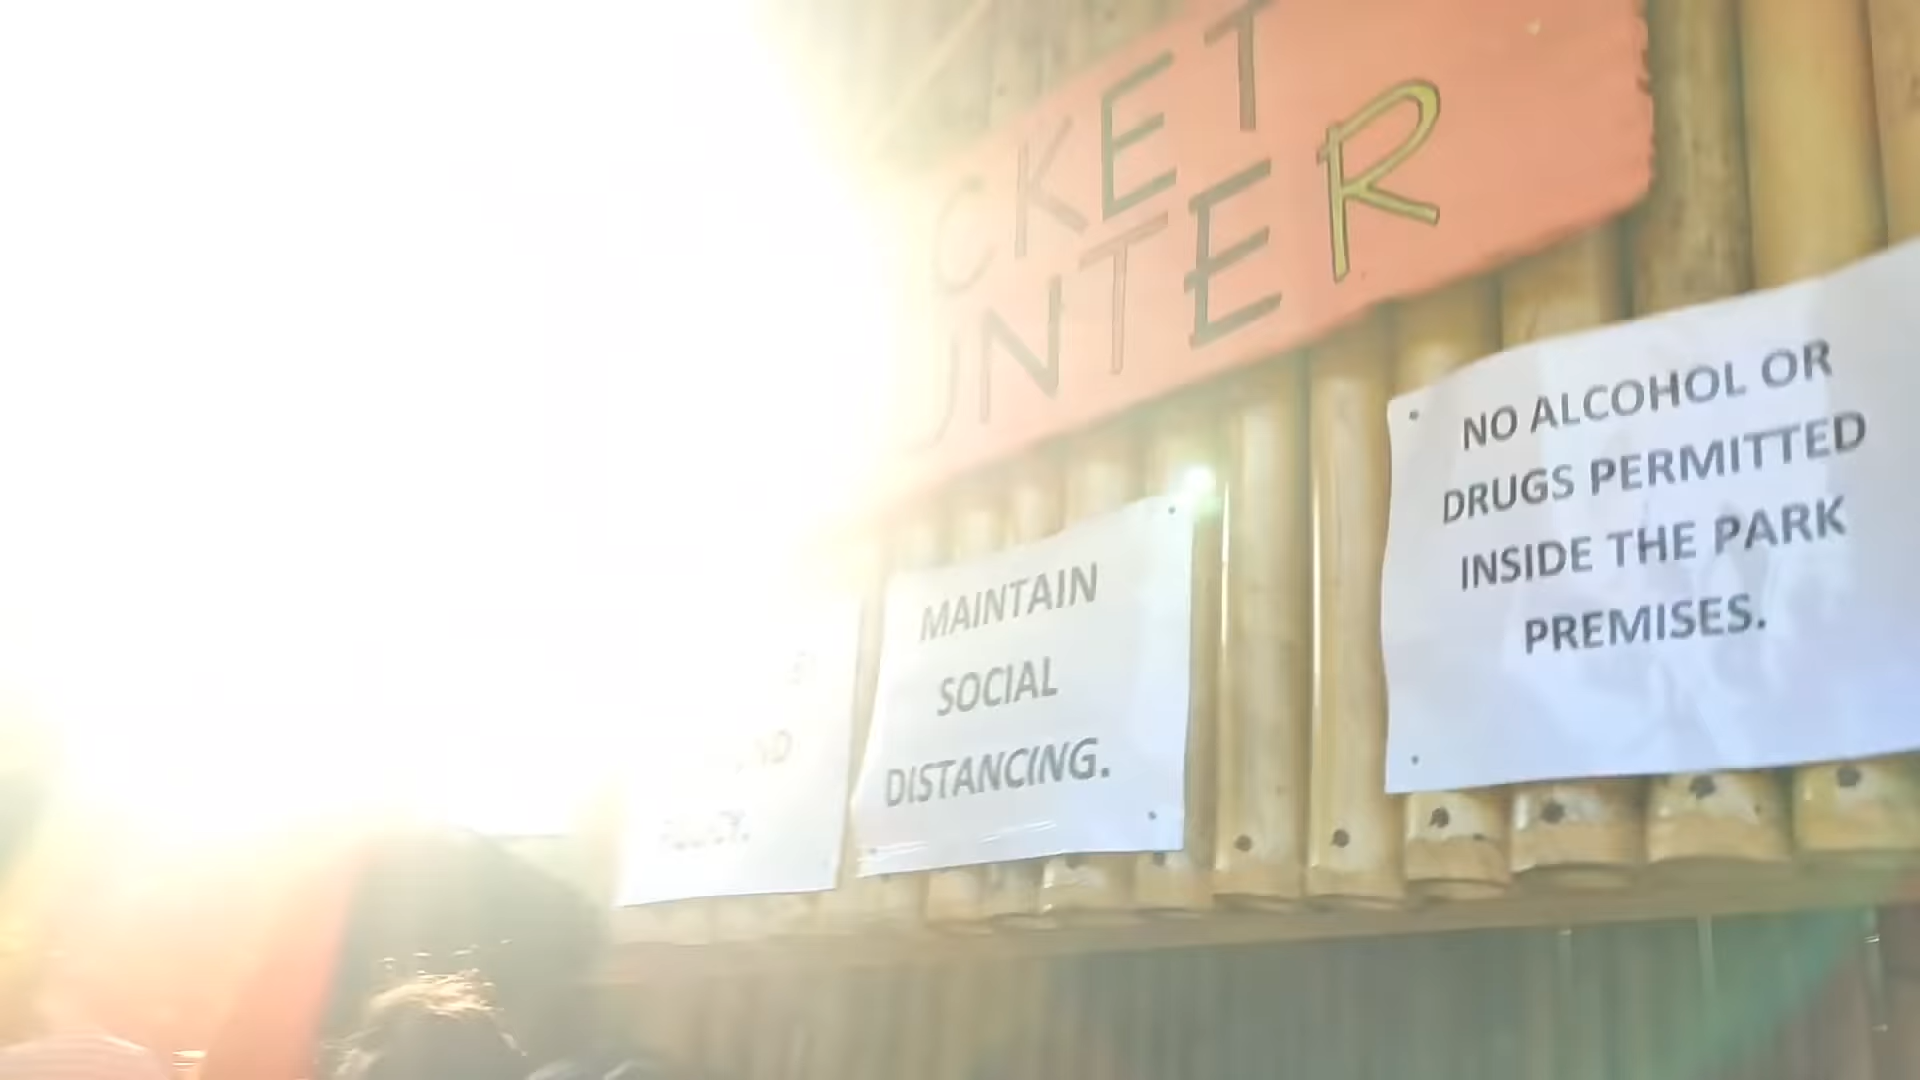 CKET
UNTER
MAINTAIN
SOCIAL
DISTANCING.
NO ALCOHOL OR
DRUGS PERMITTED
INSIDE THE PARK
PREMISES.